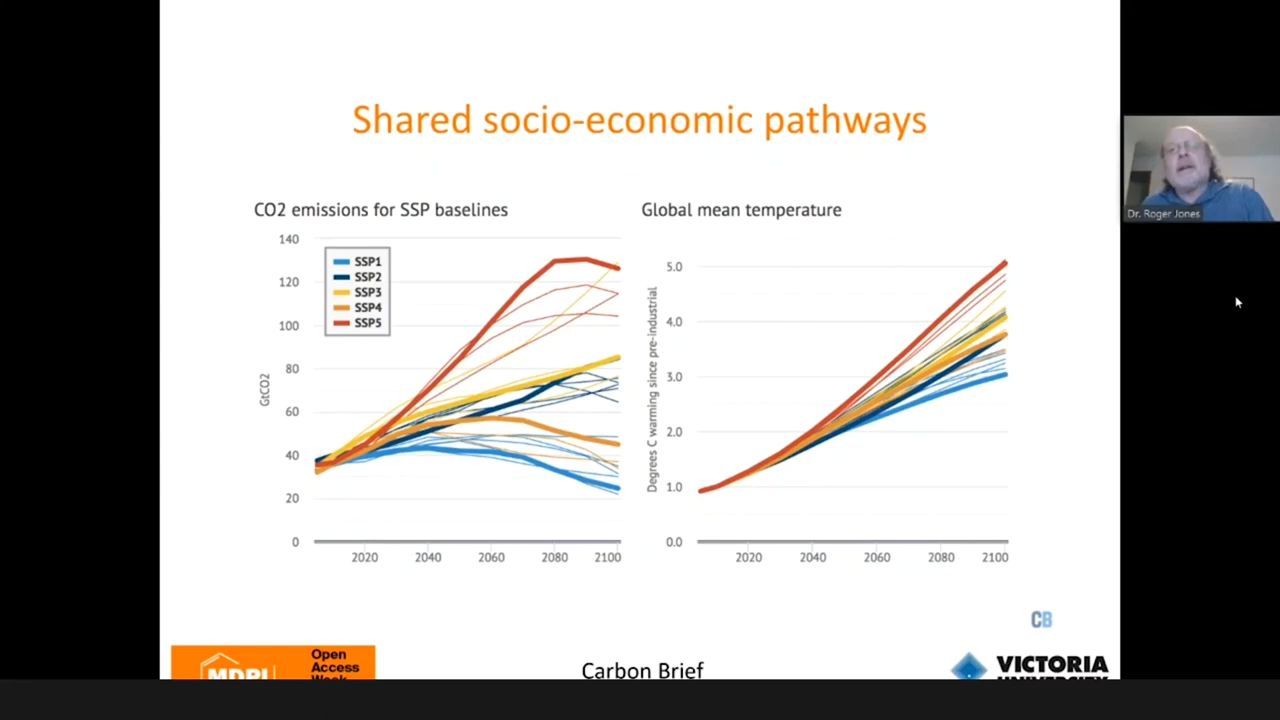 Shared socio-economic pathways
Dr. Roger Jones
CO2 emissions for SSP baselines
140
120
100
80
60
40
20
0
GtCO2
SSP1
SSP2
SSP3
SSP4
SSP5
2020 2040 2060 2080 2100
Global mean temperature
5.0
4.0
3.0
2.0
1.0
0.0
Degrees C warming since pre-industrial
2020 2040 2060 2080 2100
CB
MDPI
Open
Access
Week
Carbon Brief
VICTORIA
UNIVERSITY